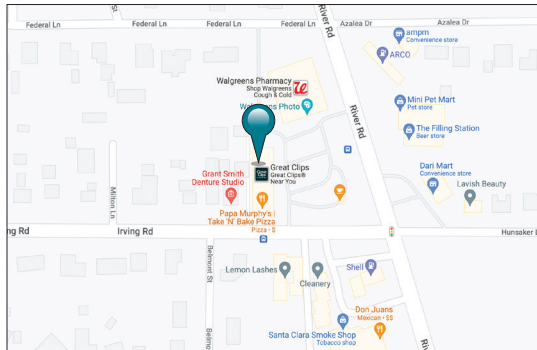 St
Federal Ln
Federal Ln
Federal Ln
Azalea Dr
Azalea Dr
River Rd
ampm
Convenience store
ARCO
Walgreens Pharmacy
Shop Walgreens
Cough & Cold
Walgreens Photo
Mini Pet Mart
Pet store
River Rd
The Filling Station
Beer store
Great Clips
Great Clips®
Near You
Grant Smith
Denture Studio
Dari Mart
Convenience store
Lavish Beauty
Milton Ln
Papa Murphy's |
Take 'N' Bake Pizza
Pizza • $
ng Rd
Irving Rd
Hunsaker Ln
Belmont St
Lemon Lashes
Cleanery
Shell
Don Juans
Mexican • $$
Santa Clara Smoke Shop
Tobacco shop
Belmo